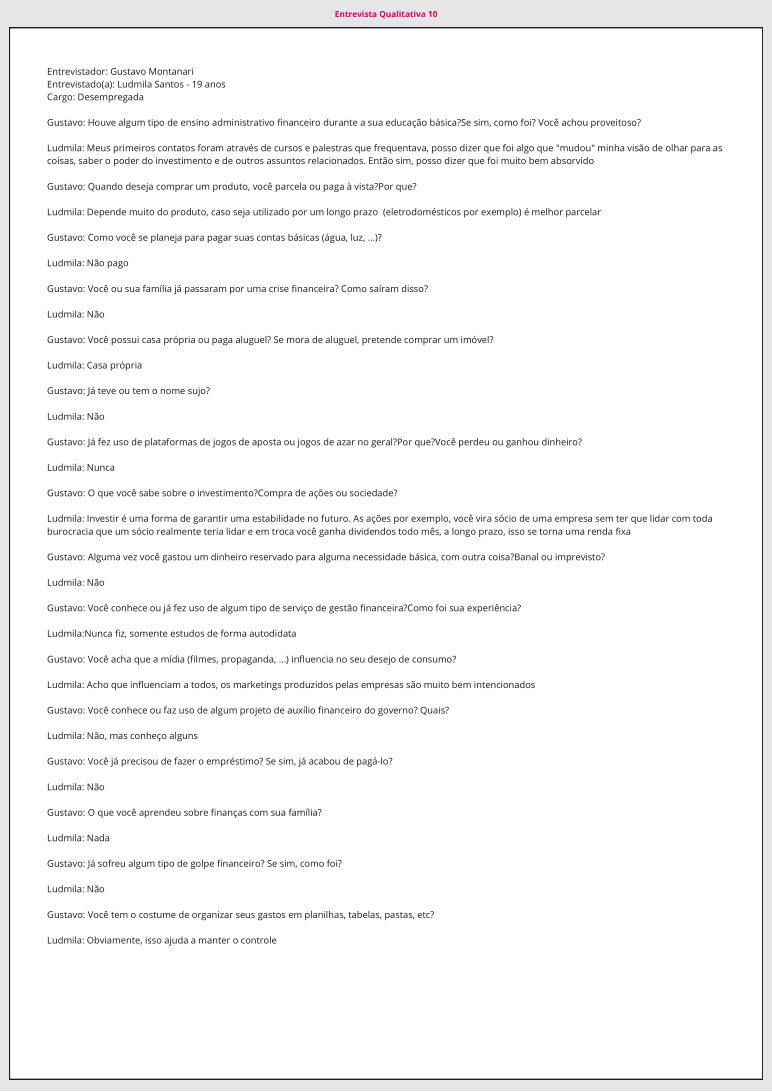 Entrevista Qualitativa 10
Entrevistador: Gustavo Montanari
Entrevistado(a): Ludmila Santos - 19 anos
Cargo: Desempregada
Gustavo: Houve algum tipo de ensino administrativo financeiro durante a sua educação básica?Se sim, como foi? Você achou proveitoso?
Ludmila: Meus primeiros contatos foram através de cursos e palestras que frequentava, posso dizer que foi algo que "mudou" minha visão de olhar para as
coisas, saber o poder do investimento e de outros assuntos relacionados. Então sim, posso dizer que foi muito bem absorvido
Gustavo: Quando deseja comprar um produto, você parcela ou paga à vista?Por que?
Ludmila: Depende muito do produto, caso seja utilizado por um longo prazo  (eletrodomésticos por exemplo) é melhor parcelar
Gustavo: Como você se planeja para pagar suas contas básicas (água, luz, ...)?
Ludmila: Não pago
Gustavo: Você ou sua família já passaram por uma crise financeira? Como saíram disso?
Ludmila: Não
Gustavo: Você possui casa própria ou paga aluguel? Se mora de aluguel, pretende comprar um imóvel?
Ludmila: Casa própria
Gustavo: Já teve ou tem o nome sujo?
Ludmila: Não
Gustavo: Já fez uso de plataformas de jogos de aposta ou jogos de azar no geral?Por que?Você perdeu ou ganhou dinheiro?
Ludmila: Nunca
Gustavo: O que você sabe sobre o investimento?Compra de ações ou sociedade?
Ludmila: Investir é uma forma de garantir uma estabilidade no futuro. As ações por exemplo, você vira sócio de uma empresa sem ter que lidar com toda
burocracia que um sócio realmente teria lidar e em troca você ganha dividendos todo mês, a longo prazo, isso se torna uma renda fixa
Gustavo: Alguma vez você gastou um dinheiro reservado para alguma necessidade básica, com outra coisa?Banal ou imprevisto?
Ludmila: Não
Gustavo: Você conhece ou já fez uso de algum tipo de serviço de gestão financeira?Como foi sua experiência?
Ludmila:Nunca fiz, somente estudos de forma autodidata
Gustavo: Você acha que a mídia (filmes, propaganda, ...) influencia no seu desejo de consumo?
Ludmila: Acho que influenciam a todos, os marketings produzidos pelas empresas são muito bem intencionados
Gustavo: Você conhece ou faz uso de algum projeto de auxílio financeiro do governo? Quais?
Ludmila: Não, mas conheço alguns
Gustavo: Você já precisou de fazer o empréstimo? Se sim, já acabou de pagá-lo?
Ludmila: Não
Gustavo: O que você aprendeu sobre finanças com sua família?
Ludmila: Nada
Gustavo: Já sofreu algum tipo de golpe financeiro? Se sim, como foi?
Ludmila: Não
Gustavo: Você tem o costume de organizar seus gastos em planilhas, tabelas, pastas, etc?
Ludmila: Obviamente, isso ajuda a manter o controle